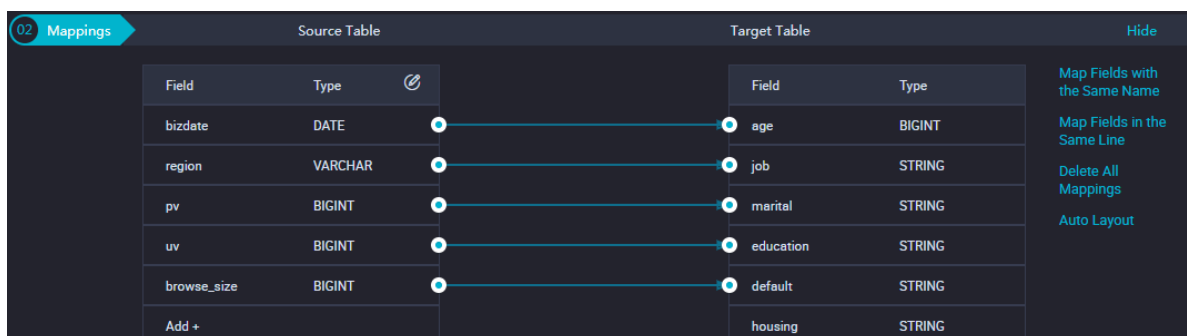 02 Mappings Source Table Target Table Hide
Field Type Field Type Map Fields with
the Same Name
bizdate DATE age BIGINT Map Fields in the
Same Line
region VARCHAR job STRING Delete All
Mappings
pv BIGINT marital STRING Auto Layout
uv BIGINT education STRING
browse_size BIGINT default STRING
Add + housing STRING